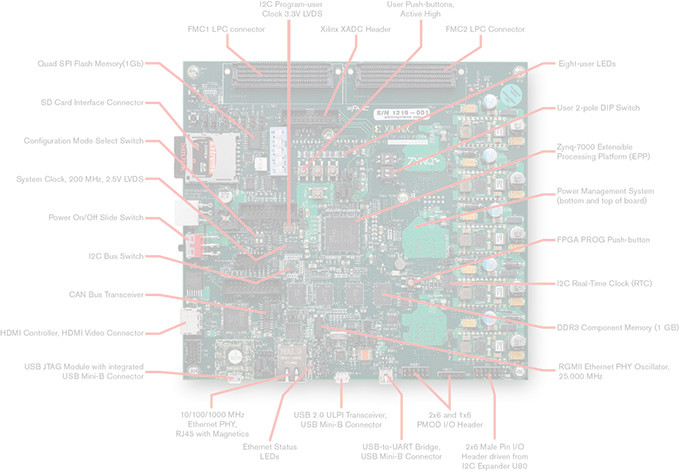 I2C Program-user
Clock 3.3V LVDS
User Push-buttons,
Active High
FMC1 LPC connector
Xilinx XADC Header
FMC2 LPC Connector
Quad SPI Flash Memory(1Gb)
Eight-user LEDs
SD Card Interface Connector
User 2-pole DIP Switch
Configuration Mode Select Switch
Zynq-7000 Extensible
Processing Platform (EPP)
System Clock, 200 MHz, 2.5V LVDS
Power Management System
(bottom and top of board)
Power On/Off Slide Switch
FPGA PROG Push-button
I2C Bus Switch
I2C Real-Time Clock (RTC)
CAN Bus Transceiver
HDMI Controller, HDMI Video Connector
DDR3 Component Memory (1 GB)
USB JTAG Module with integrated
USB Mini-B Connector
RGMII Ethernet PHY Oscillator,
25.000 MHz
10/100/1000 MHz
Ethernet PHY,
RJ45 with Magnetics
Ethernet Status
LEDs
USB 2.0 ULPI Transceiver,
USB Mini-B Connector
USB-to-UART Bridge,
USB Mini-B Connector
2x6 and 1x6
PMOD I/O Header
2x6 Male Pin I/O
Header driven from
I2C Expander U80
S/N 1219-001
XILINX
ZYNQ